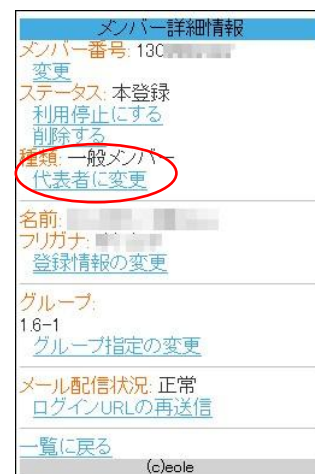 メンバー詳細情報
メンバー番号: 130
変更
ステータス: 本登録
利用停止にする
削除する
種類: 一般メンバー
代表者に変更
名前:
フリガナ:
登録情報の変更
グループ:
1.6-1
グループ指定の変更
メール配信状況: 正常
ログインURLの再送信
一覧に戻る
(c)eole